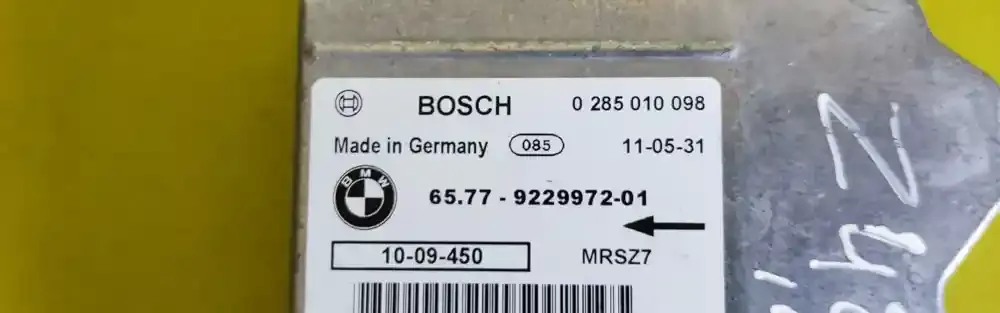 BOSCH 0 285 010 098
Made in Germany 085 11-05-31
BMW 65.77 - 9229972-01
10-09-450 MRSZ7